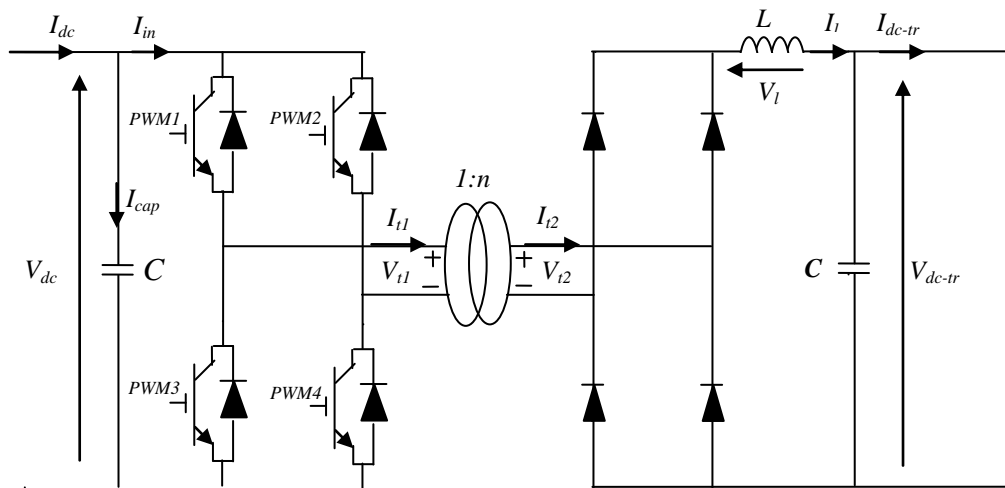 I_dc I_in L I_l I_dc-tr
V_l
PWM1 PWM2
1:n
I_cap I_t1 I_t2
V_dc C V_t1 + − + − V_t2 C V_dc-tr
PWM3 PWM4